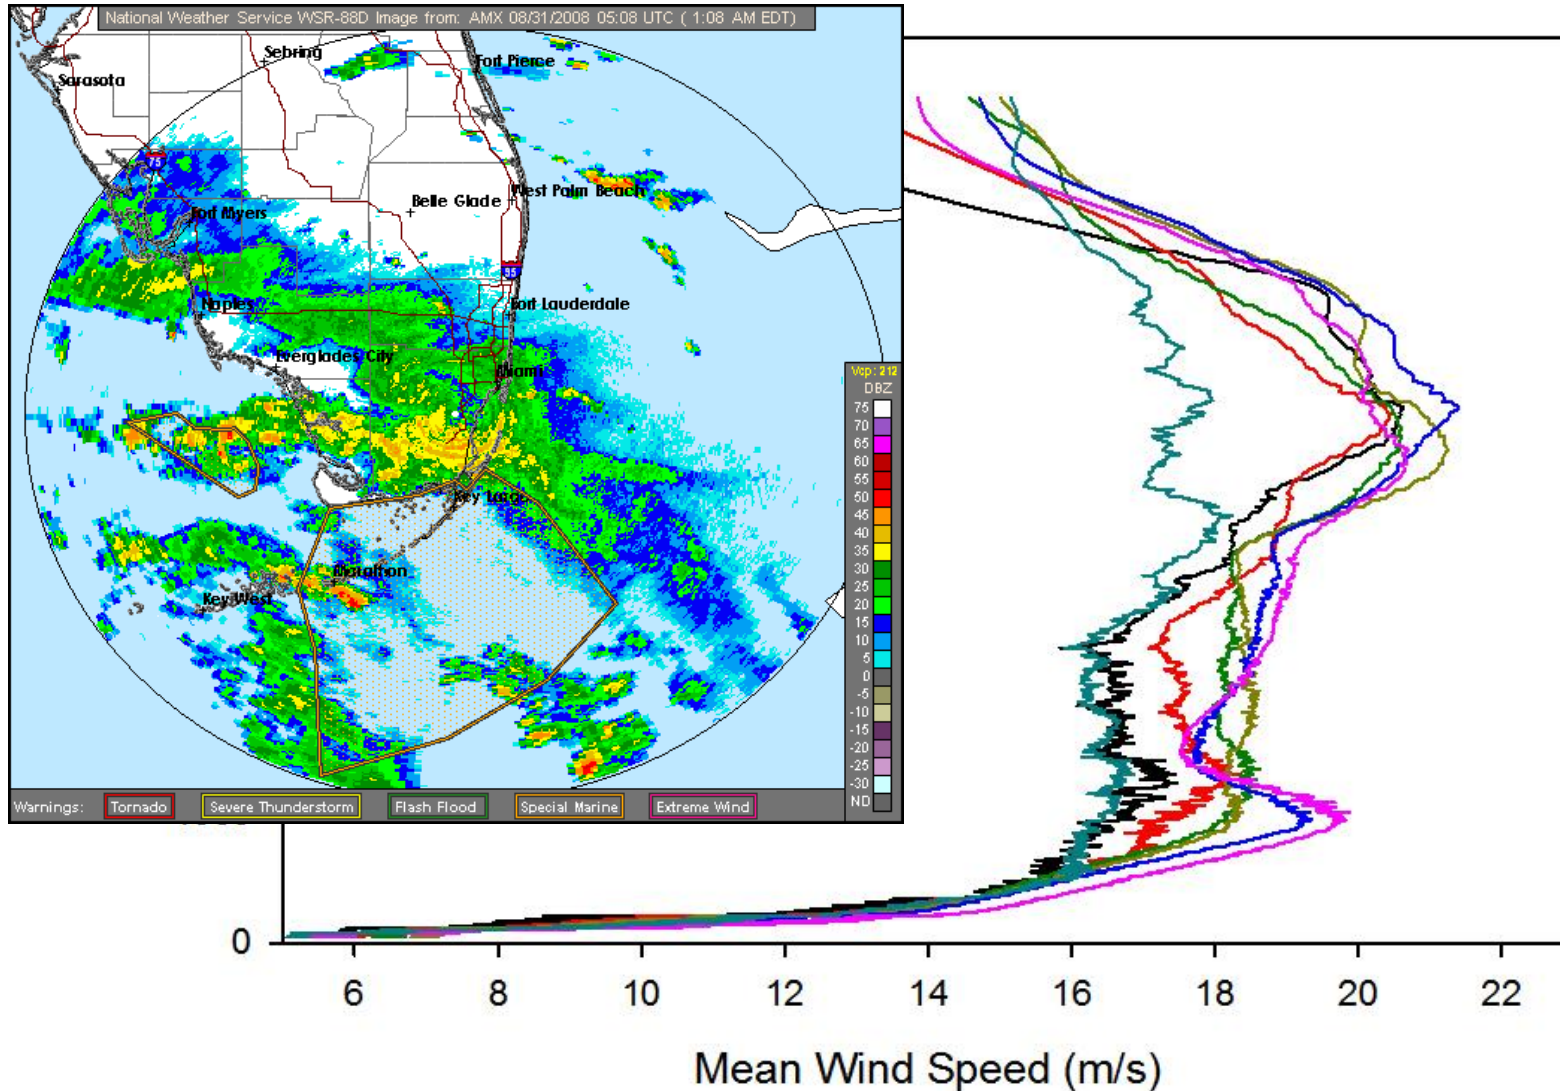 National Weather Service WSR-88D Image from: AMX 08/31/2008 05:08 UTC ( 1:08 AM EDT)
Sebring
Fort Pierce
Sarasota
75
West Palm Beach
Belle Glade
Fort Myers
95
Naples
Fort Lauderdale
Everglades City
Miami
Key Largo
Marathon
Key West
Vcp: 212
DBZ
75
70
65
60
55
50
45
40
35
30
25
20
15
10
5
0
-5
-10
-15
-20
-25
-30
ND
Warnings: Tornado Severe Thunderstorm Flash Flood Special Marine Extreme Wind
0
6 8 10 12 14 16 18 20 22
Mean Wind Speed (m/s)